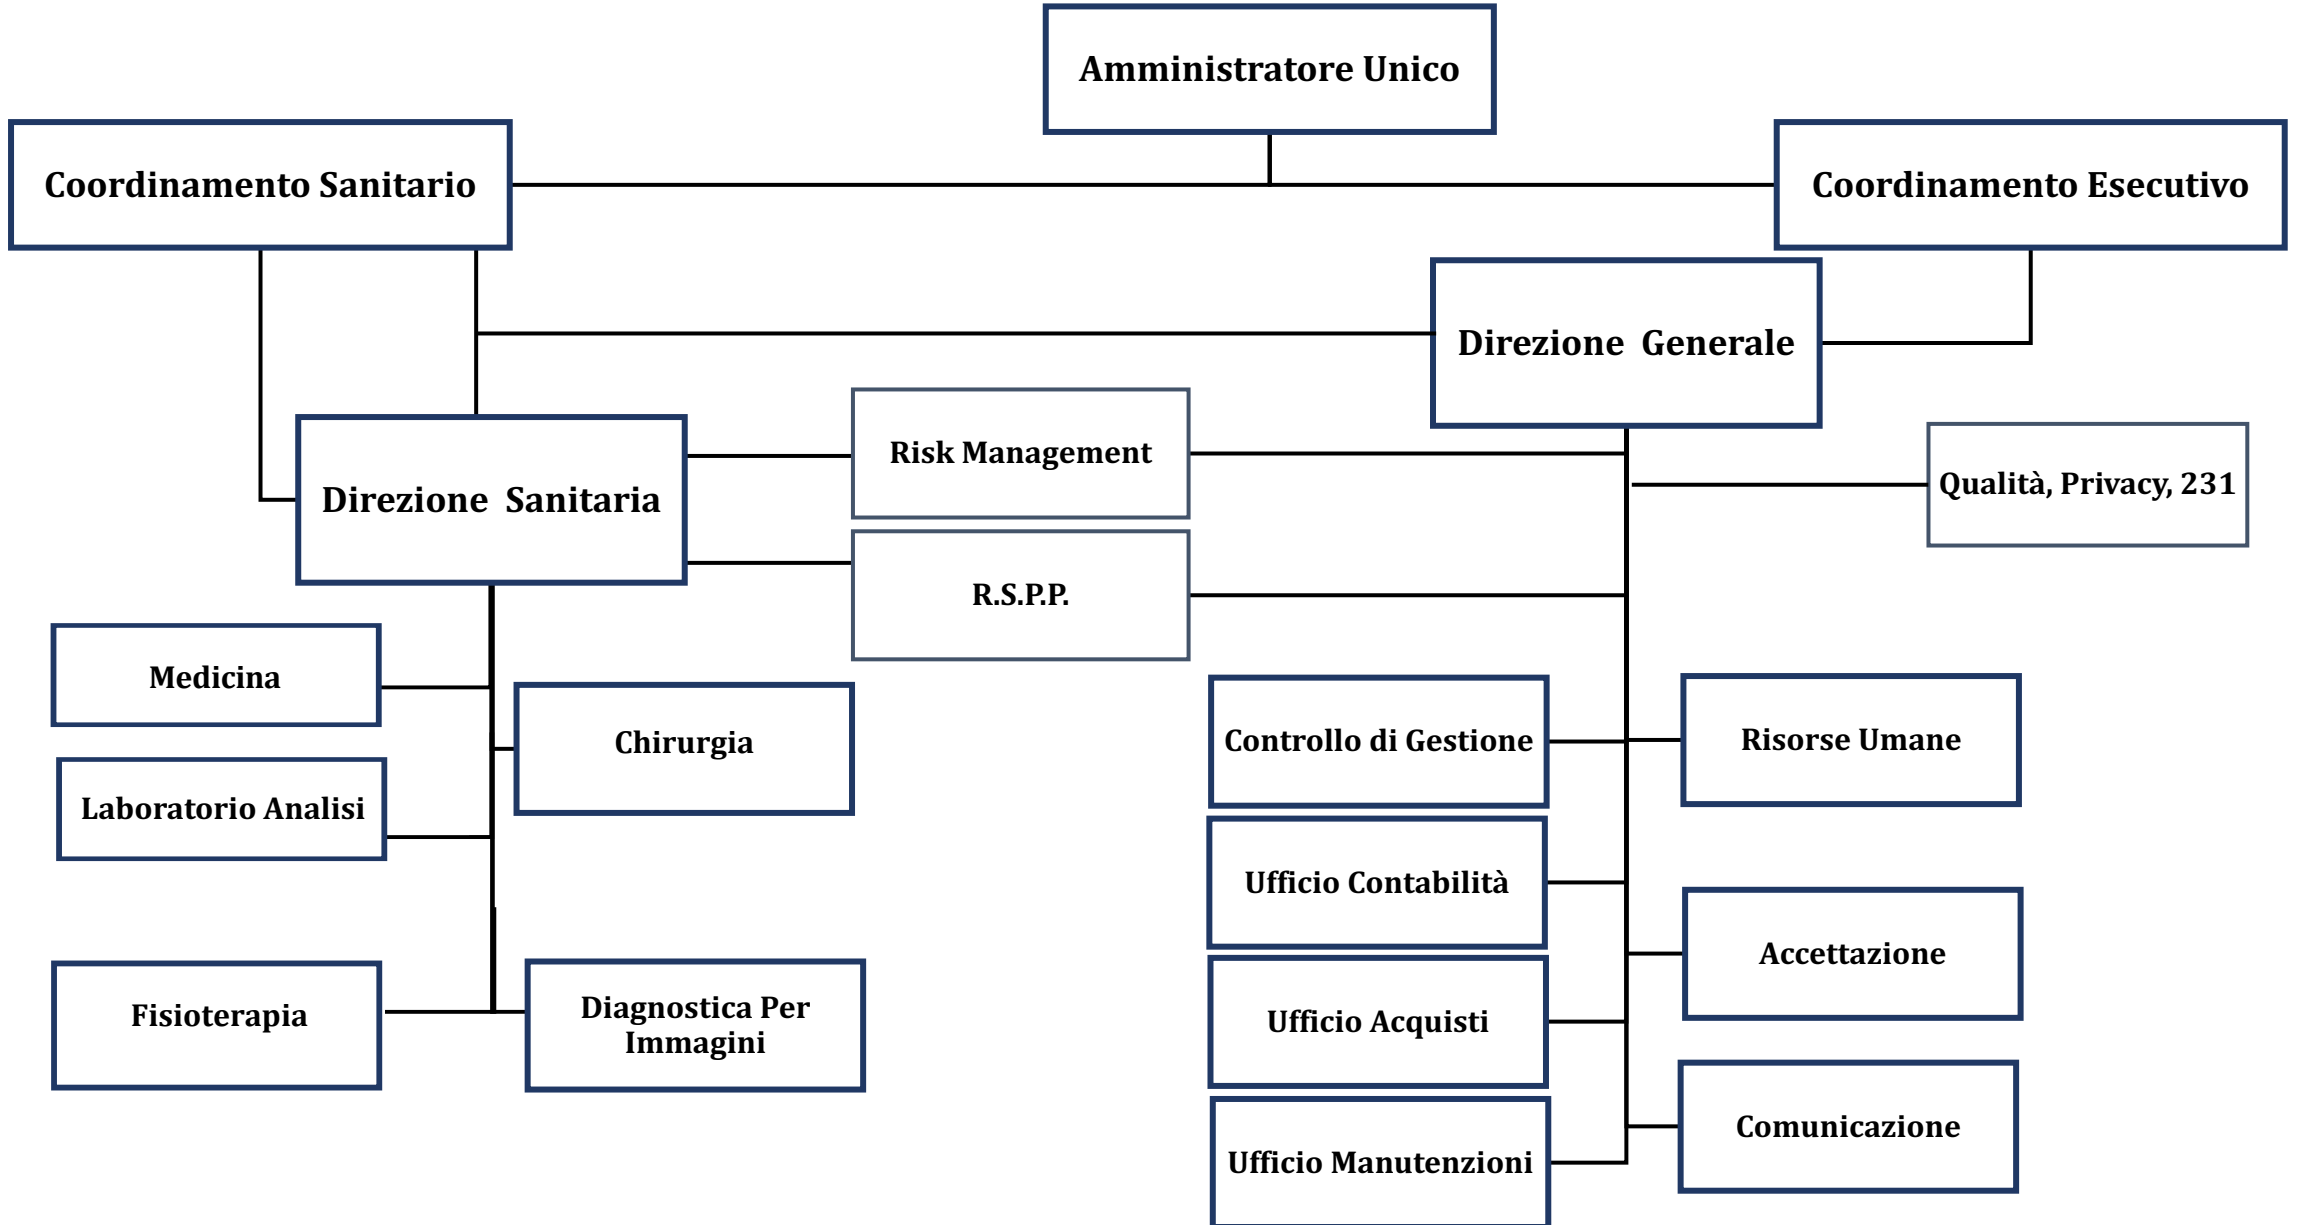 Amministratore Unico
Coordinamento Sanitario
Coordinamento Esecutivo
Direzione  Generale
Direzione  Sanitaria
Risk Management
Qualità, Privacy, 231
R.S.P.P.
Medicina
Chirurgia
Laboratorio Analisi
Fisioterapia
Diagnostica Per
Immagini
Controllo di Gestione
Risorse Umane
Ufficio Contabilità
Accettazione
Ufficio Acquisti
Comunicazione
Ufficio Manutenzioni